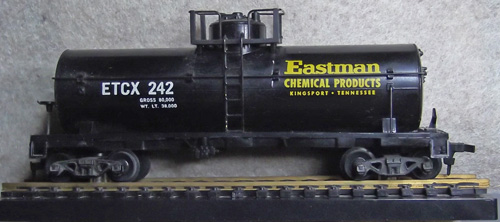 ETCX 242
GROSS 80,000
WT. LT. 38,000
Eastman
CHEMICAL PRODUCTS
KINGSPORT • TENNESSEE